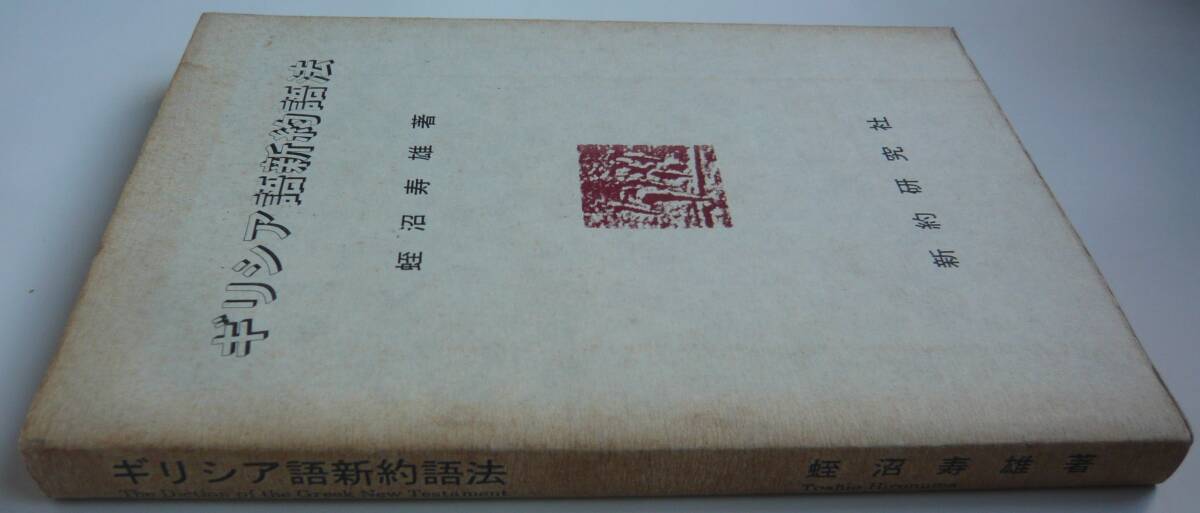 ギリシア語新約語法
蛭沼寿雄著
新約研究社
ギリシア語新約語法
The Diction of the Greek New Testament
蛭沼寿雄著
Toshio Hirunuma